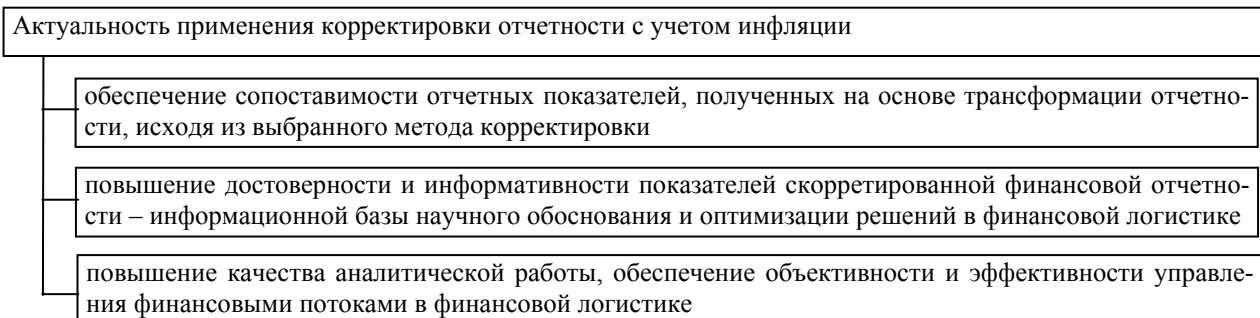 Актуальность применения корректировки отчетности с учетом инфляции
обеспечение сопоставимости отчетных показателей, полученных на основе трансформации отчетно-
сти, исходя из выбранного метода корректировки
повышение достоверности и информативности показателей скорретированной финансовой отчетно-
сти – информационной базы научного обоснования и оптимизации решений в финансовой логистике
повышение качества аналитической работы, обеспечение объективности и эффективности управле-
ния финансовыми потоками в финансовой логистике